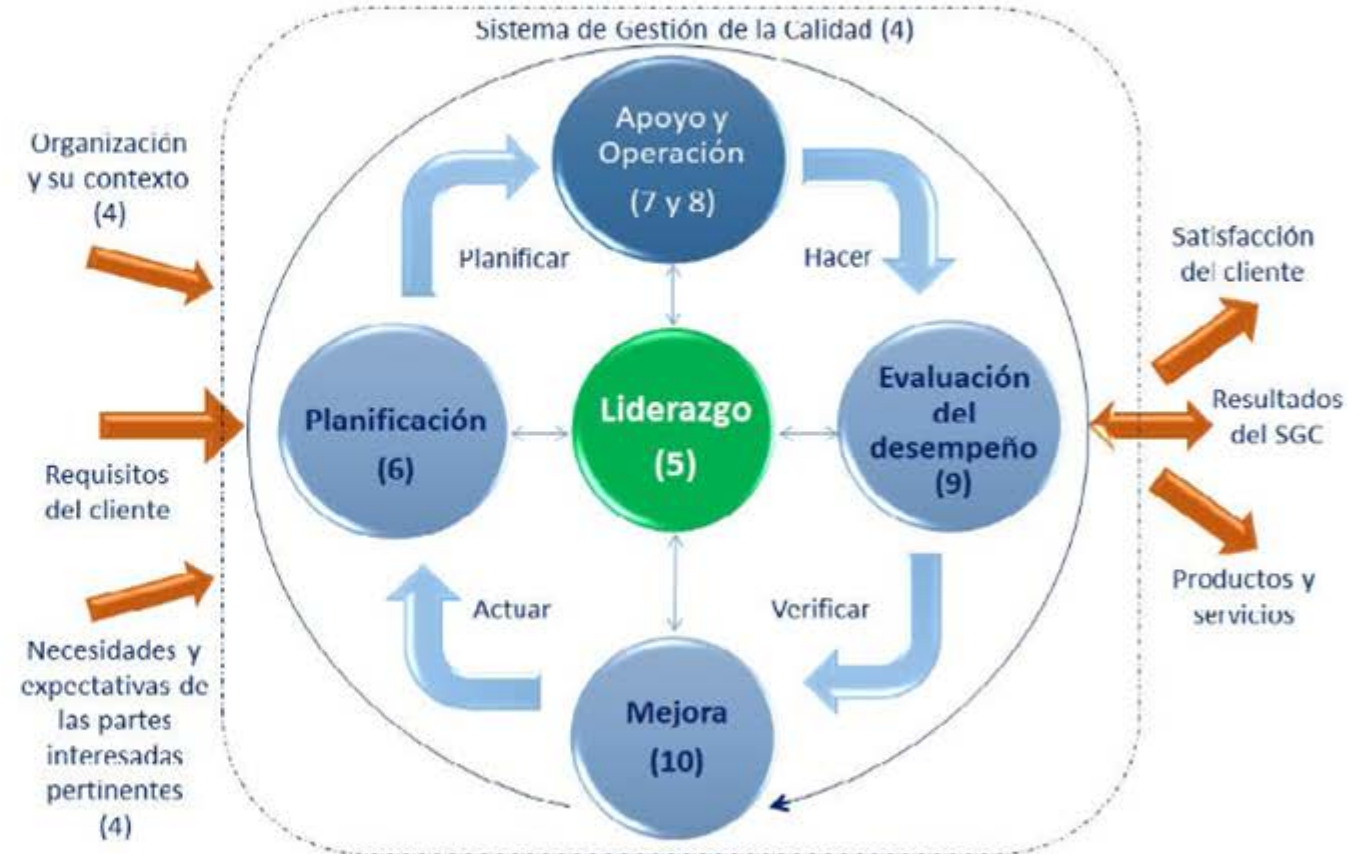 Sistema de Gestión de la Calidad (4)
Organización
y su contexto
(4)
Requisitos
del cliente
Necesidades y
expectativas de
las partes
interesadas
pertinentes
(4)
Apoyo y
Operación
(7 y 8)
Planificar
Hacer
Planificación
(6)
Liderazgo
(5)
Evaluación
del
desempeño
(9)
Actuar
Verificar
Mejora
(10)
Satisfacción
del cliente
Resultados
del SGC
Productos y
servicios